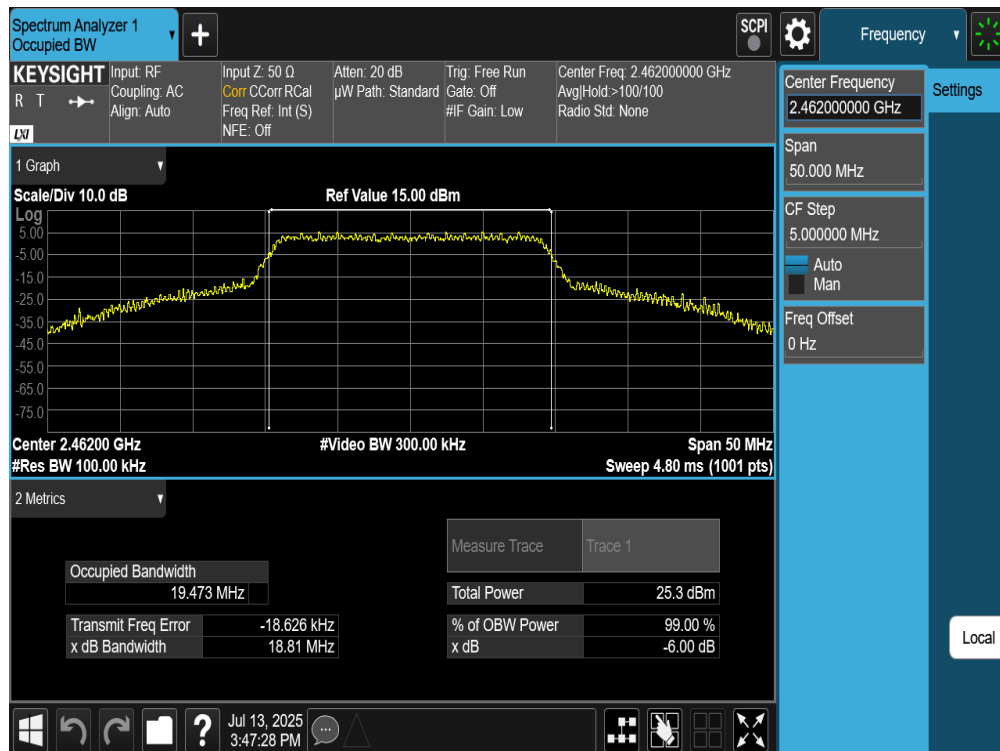 Spectrum Analyzer 1
Occupied BW
+
SCPI
Frequency
KEYSIGHT
R T
LXI
Input: RF
Coupling: AC
Align: Auto
Input Z: 50 Ω
Corr CCorr RCal
Freq Ref: Int (S)
NFE: Off
Atten: 20 dB
µW Path: Standard
Trig: Free Run
Gate: Off
#IF Gain: Low
Center Freq: 2.462000000 GHz
Avg|Hold:>100/100
Radio Std: None
Center Frequency
2.462000000 GHz
Settings
Span
50.000 MHz
CF Step
5.000000 MHz
Auto
Man
Freq Offset
0 Hz
Local
1 Graph
Scale/Div 10.0 dB
Ref Value 15.00 dBm
Log
5.00
-5.00
-15.0
-25.0
-35.0
-45.0
-55.0
-65.0
-75.0
Center 2.46200 GHz
#Video BW 300.00 kHz
Span 50 MHz
#Res BW 100.00 kHz
Sweep 4.80 ms (1001 pts)
2 Metrics
Measure Trace Trace 1
Occupied Bandwidth
19.473 MHz
Total Power 25.3 dBm
Transmit Freq Error -18.626 kHz
% of OBW Power 99.00 %
x dB Bandwidth 18.81 MHz
x dB -6.00 dB
?
Jul 13, 2025
3:47:28 PM